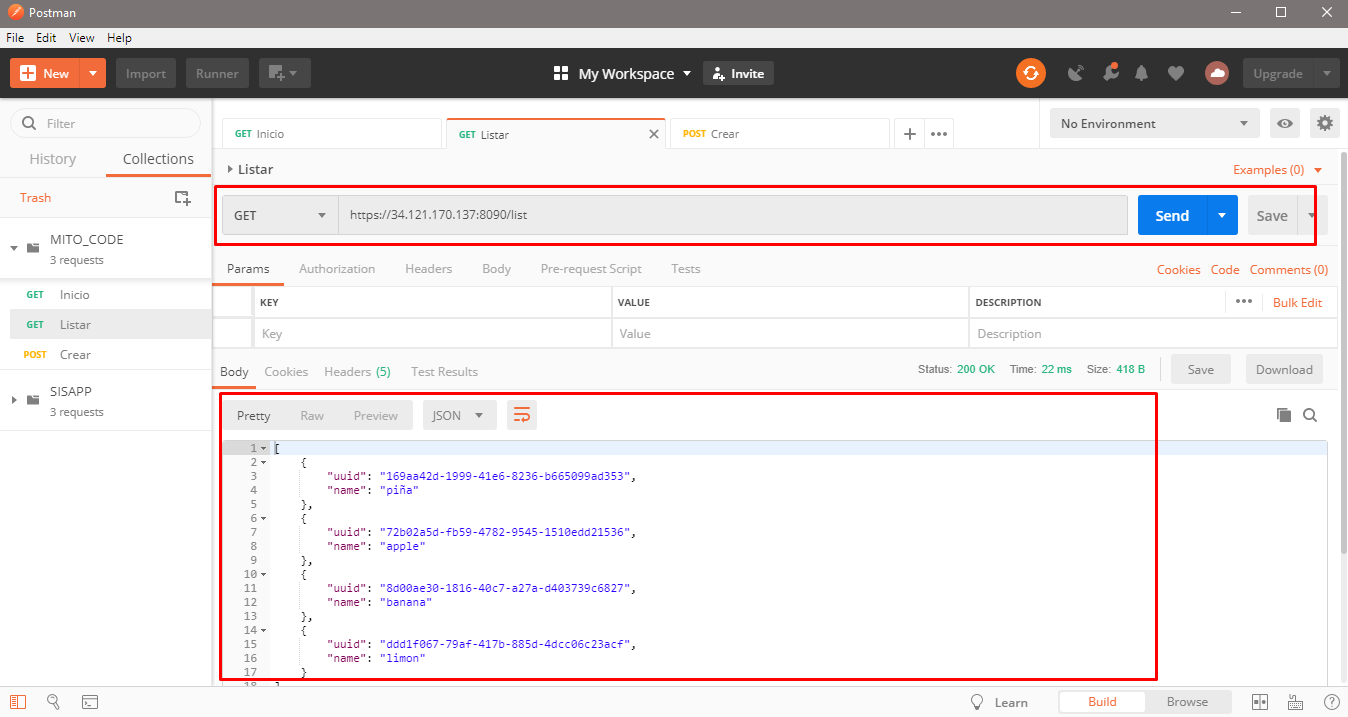 Postman
File Edit View Help
New Import Runner My Workspace Invite Upgrade
Filter
History Collections
Trash
MITO_CODE
3 requests
GET Inicio
GET Listar
POST Crear
SISAPP
3 requests
GET Inicio GET Listar POST Crear No Environment
Listar Examples (0)
GET https://34.121.170.137:8090/list Send Save
Params Authorization Headers Body Pre-request Script Tests Cookies Code Comments (0)
KEY VALUE DESCRIPTION Bulk Edit
Key Value Description
Body Cookies Headers (5) Test Results Status: 200 OK Time: 22 ms Size: 418 B Save Download
Pretty Raw Preview JSON
1 [
2 {
3 "uuid": "169aa42d-1999-41e6-8236-b665099ad353",
4 "name": "piña"
5 },
6 {
7 "uuid": "72b02a5d-fb59-4782-9545-1510edd21536",
8 "name": "apple"
9 },
10 {
11 "uuid": "8d00ae30-1816-40c7-a27a-d403739c6827",
12 "name": "banana"
13 },
14 {
15 "uuid": "ddd1f067-79af-417b-885d-4dcc06c23acf",
16 "name": "limon"
17 }
18 ]
Learn Build Browse